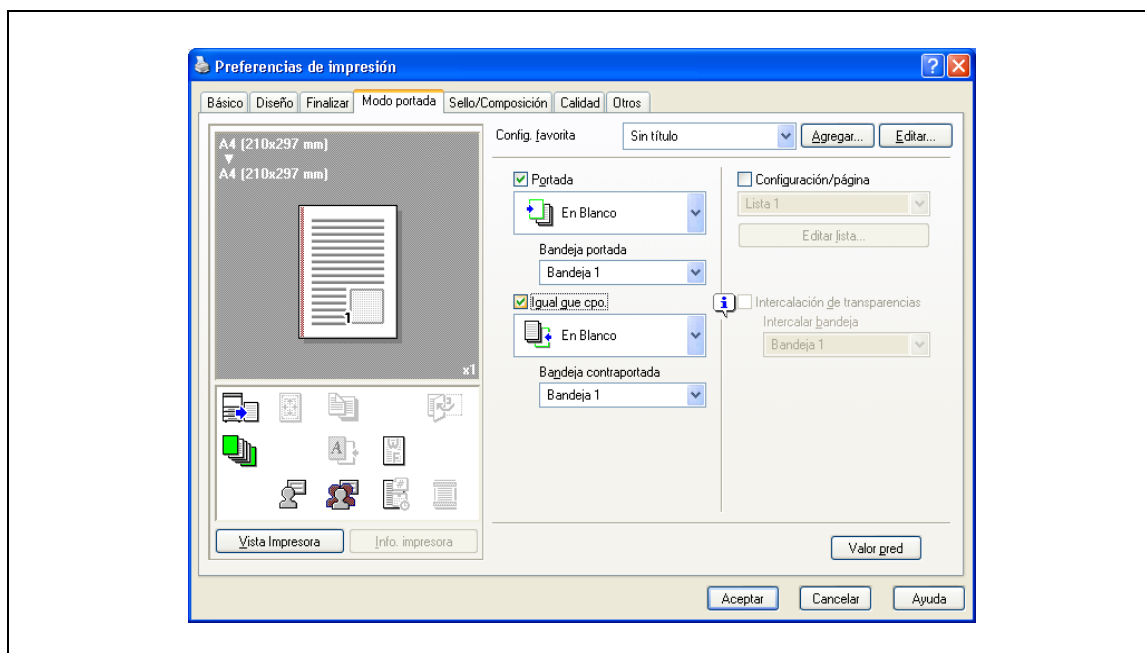 Preferencias de impresión
Básico Diseño Finalizar Modo portada Sello/Composición Calidad Otros
A4 (210x297 mm)
A4 (210x297 mm)
1
x1
Vista Impresora Info. impresora
Config. favorita Sin título Agregar... Editar...
Portada
En Blanco
Bandeja portada
Bandeja 1
Igual que cpo.
En Blanco
Bandeja contraportada
Bandeja 1
Configuración/página
Lista 1
Editar lista...
Intercalación de transparencias
Intercalar bandeja
Bandeja 1
Valor pred
Aceptar Cancelar Ayuda